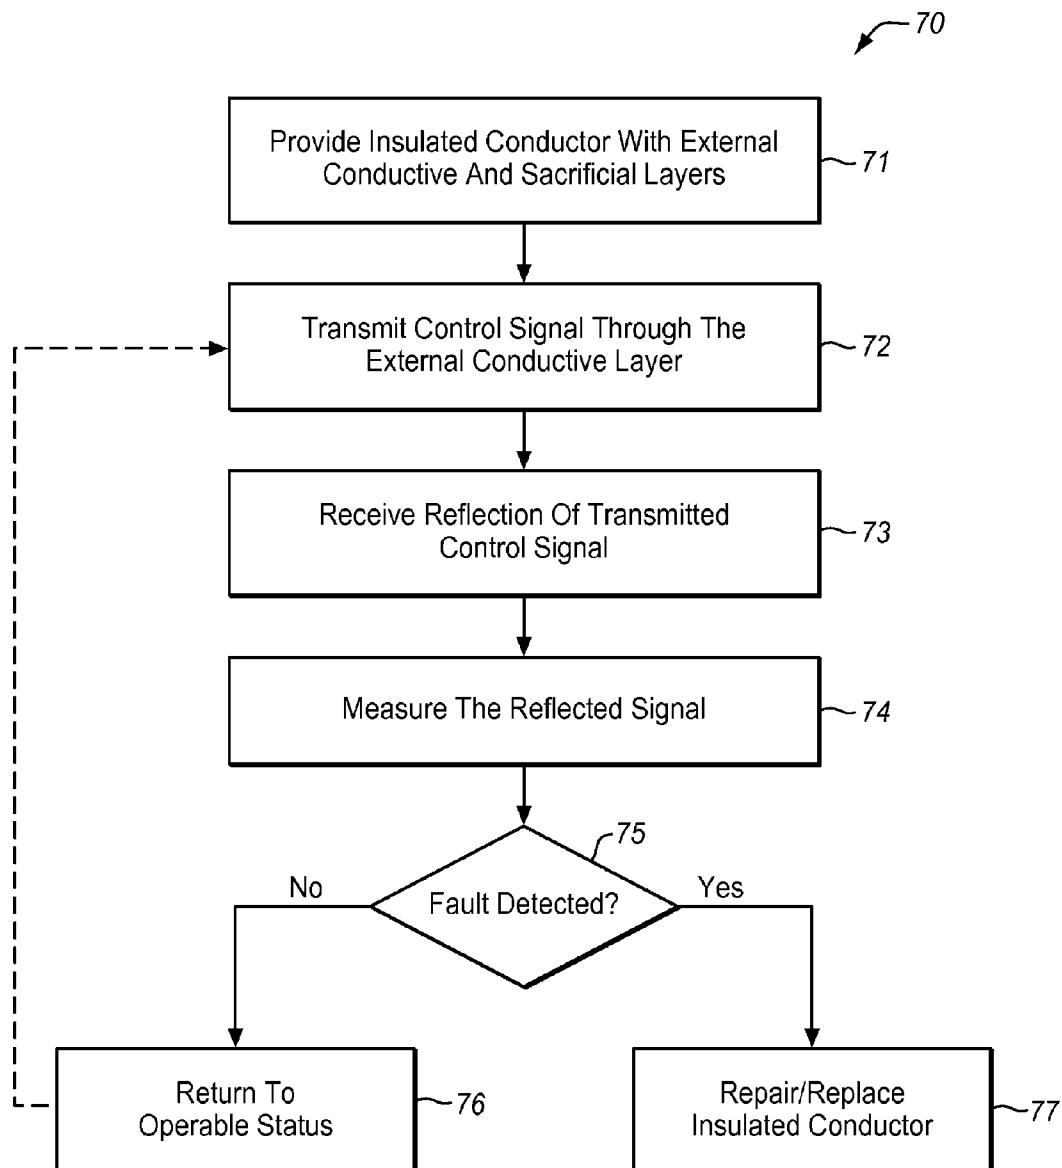 70
Provide Insulated Conductor With External
Conductive And Sacrificial Layers
71
Transmit Control Signal Through The
External Conductive Layer
72
Receive Reflection Of Transmitted
Control Signal
73
Measure The Reflected Signal
74
75
No
Fault Detected?
Yes
Return To
Operable Status
76
Repair/Replace
Insulated Conductor
77